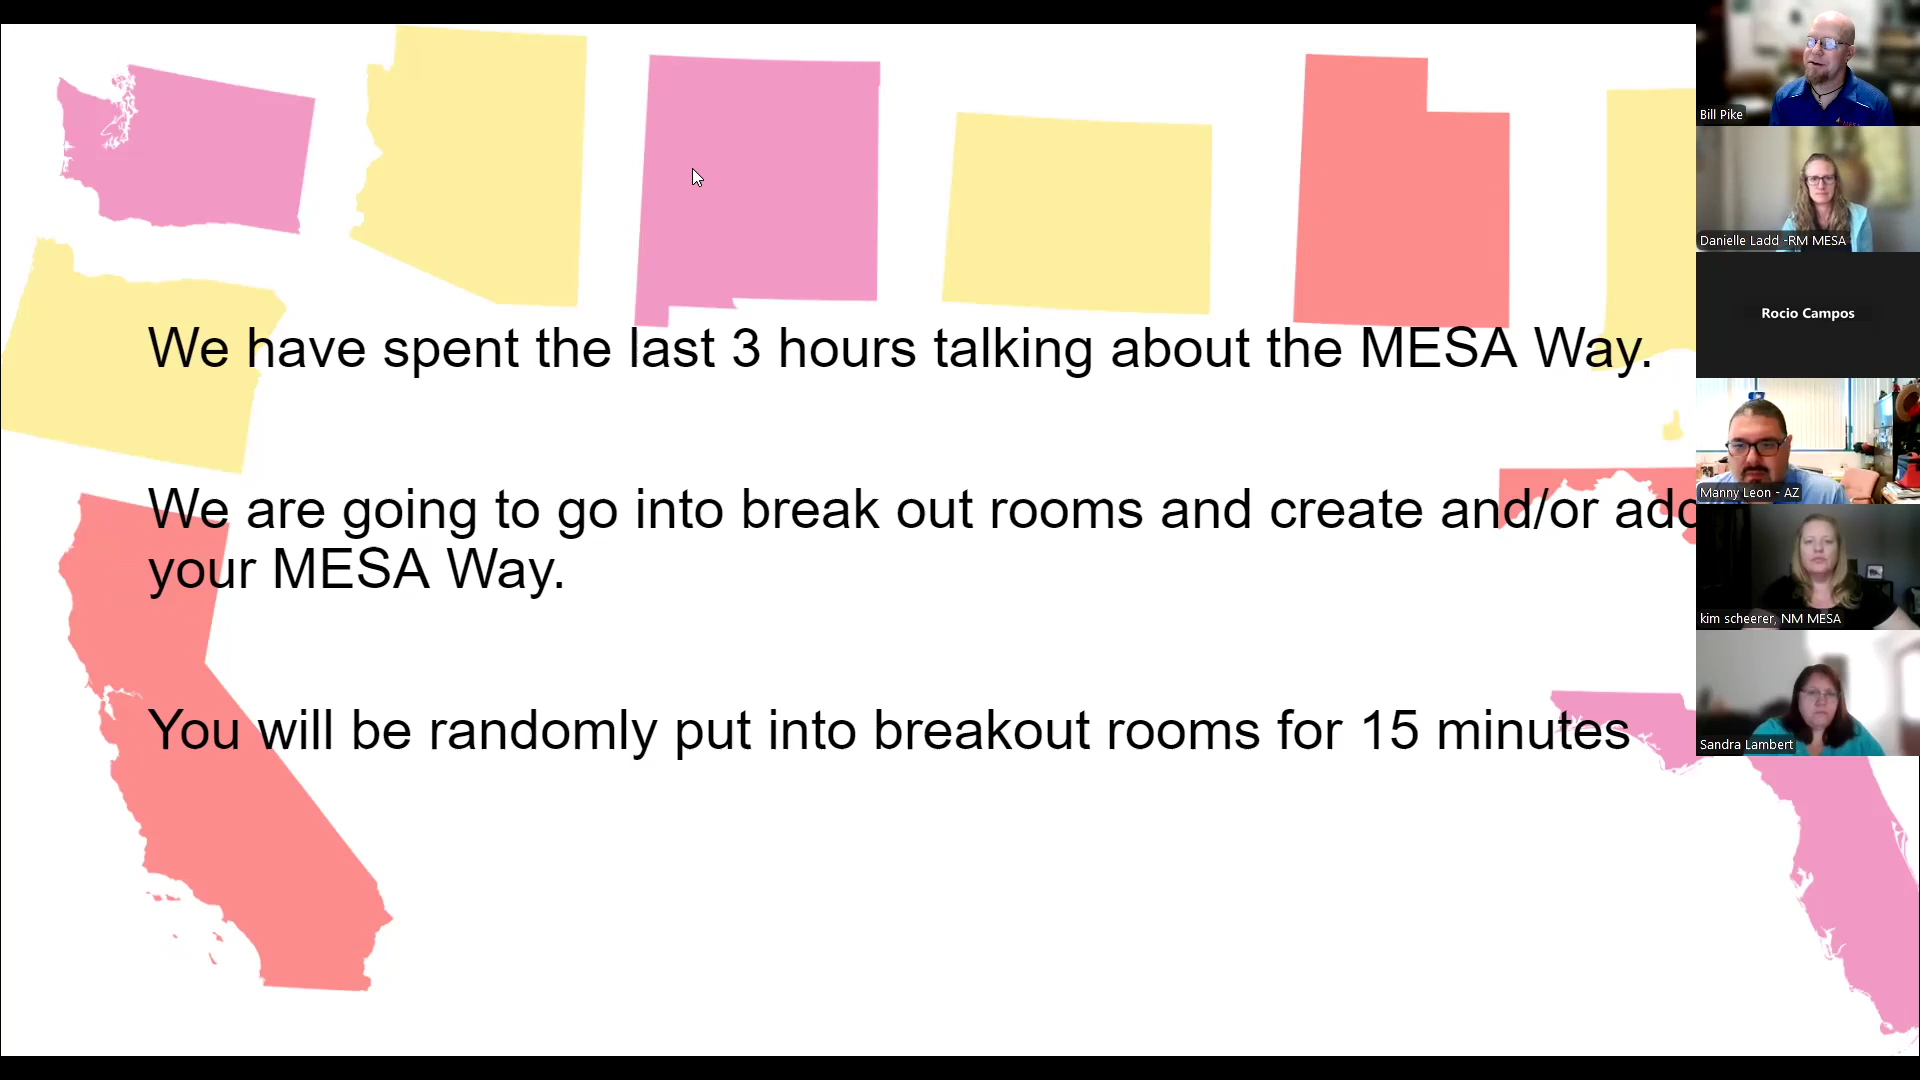 We have spent the last 3 hours talking about the MESA Way.
We are going to go into break out rooms and create and/or
your MESA Way.
You will be randomly put into breakout rooms for 15 minutes
Bill Pike
Danielle Ladd -RM MESA
Rocio Campos
Manny Leon - AZ
kim scheerer, NM MESA
Sandra Lambert